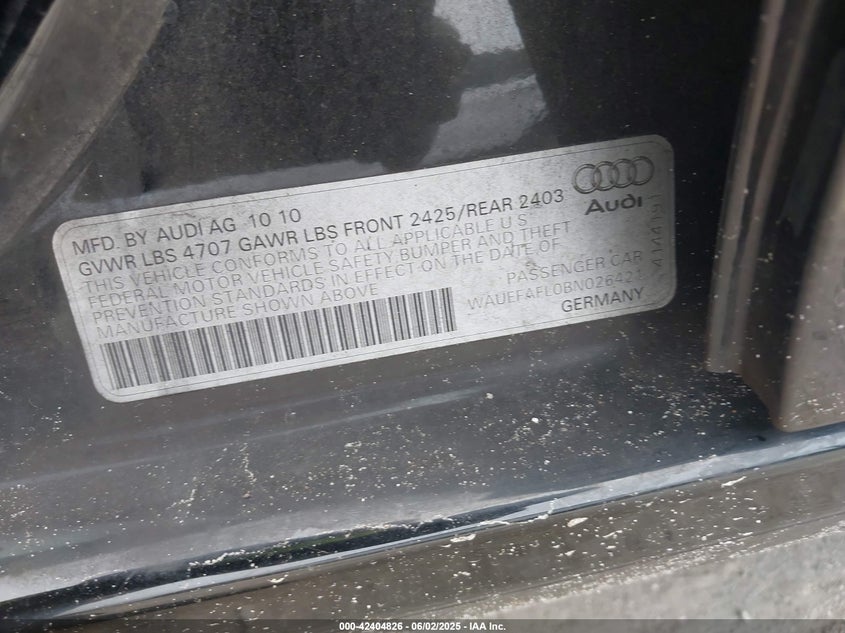 MFD. BY AUDI AG 10 10
GVWR LBS 4707 GAWR LBS FRONT 2425/REAR 2403
THIS VEHICLE CONFORMS TO ALL APPLICABLE U S
FEDERAL MOTOR VEHICLE SAFETY BUMPER AND THEFT
PREVENTION STANDARDS IN EFFECT ON THE DATE OF
MANUFACTURE SHOWN ABOVE
Audi
PASSENGER CAR
WAUEFAFL0BN026421
GERMANY
000-42404826 - 06/02/2025 - IAA Inc.